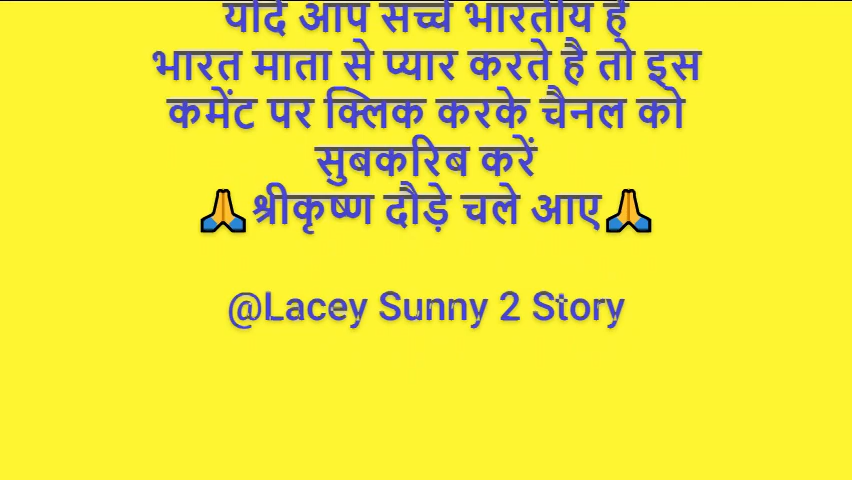 यदि आप सच्चे भारतीय हैं
भारत माता से प्यार करते है तो इस
कमेंट पर क्लिक करके चैनल को
सुबकरिब करें
🙏श्रीकृष्ण दौड़े चले आए🙏
@Lacey Sunny 2 Story